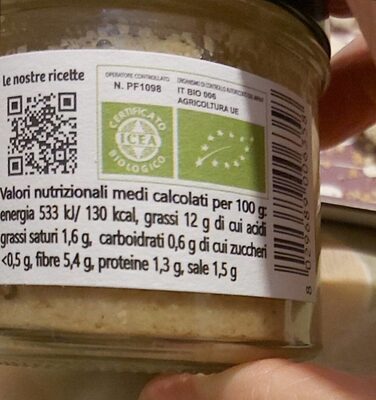 le nostre ricette
OPERATORE CONTROLLATO
N. PF1098
IT BIO 006
AGRICOLTURA UE
CERTIFICATO
ICEA
BIOLOGICO
Valori nutrizionali medi calcolati per 100 g:
energia 533 kJ/ 130 kcal, grassi 12 g di cui acidi
grassi saturi 1,6 g, carboidrati 0,6 g di cui zuccheri
<0,5 g, fibre 5,4 g, proteine 1,3 g, sale 1,5 g